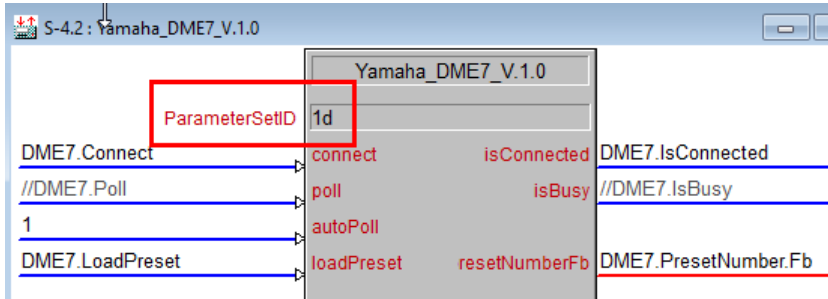 S-4.2 : Yamaha_DME7_V.1.0
Yamaha_DME7_V.1.0
ParameterSetID 1d
DME7.Connect connect isConnected DME7.IsConnected
//DME7.Poll poll isBusy //DME7.IsBusy
1 autoPoll
DME7.LoadPreset loadPreset resetNumberFb DME7.PresetNumber.Fb